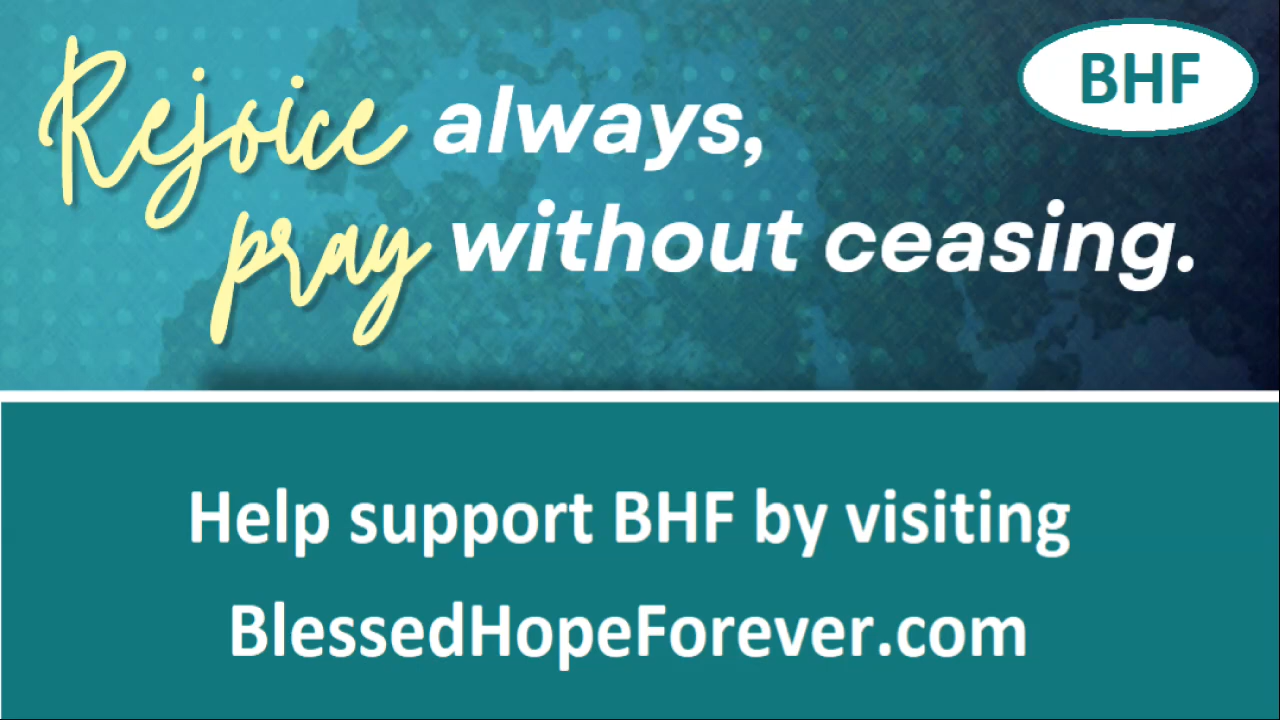 BHF
Rejoice always,
pray without ceasing.
Help support BHF by visiting
BlessedHopeForever.com